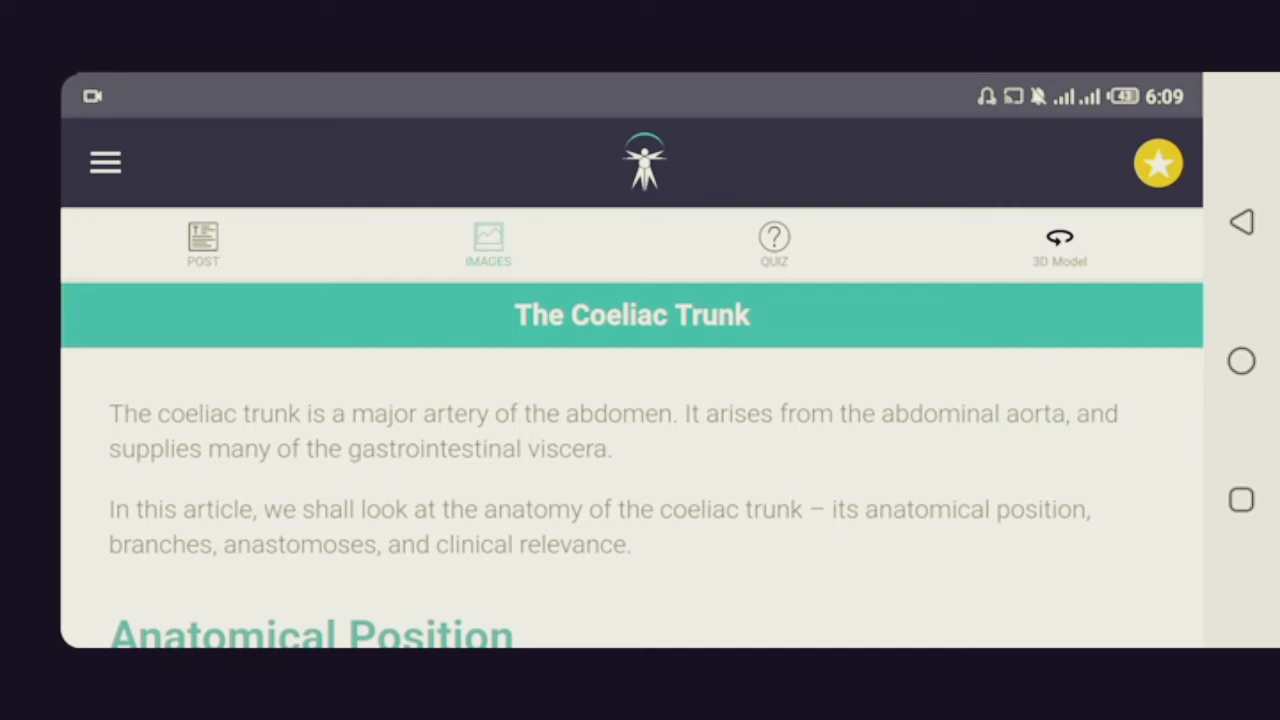 43 6:09
POST IMAGES QUIZ 3D Model
The Coeliac Trunk
The coeliac trunk is a major artery of the abdomen. It arises from the abdominal aorta, and
supplies many of the gastrointestinal viscera.
In this article, we shall look at the anatomy of the coeliac trunk – its anatomical position,
branches, anastomoses, and clinical relevance.
Anatomical Position